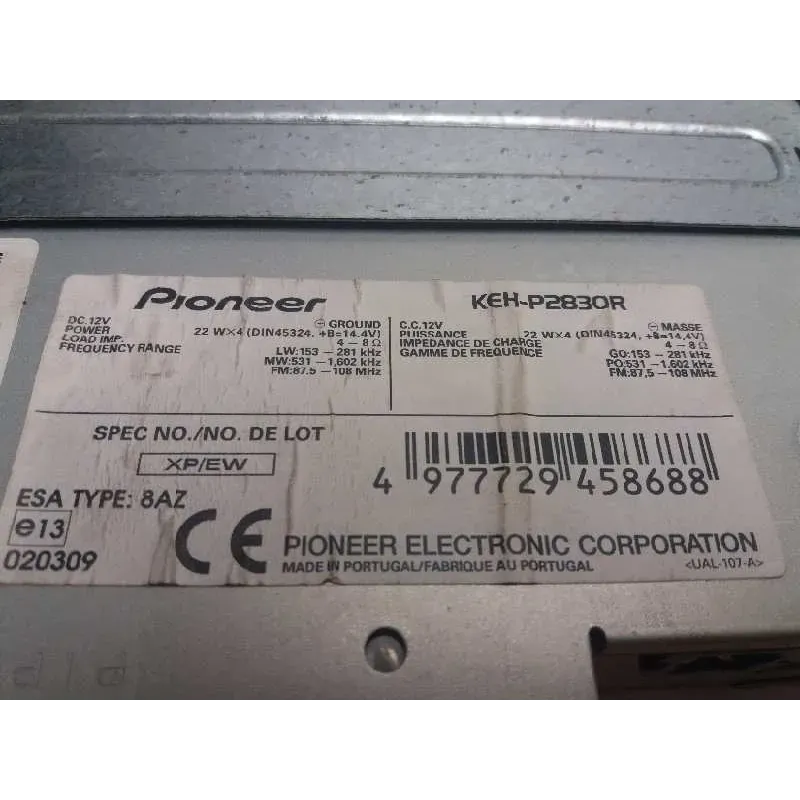 Pioneer
DC.12V ⊖ GROUND
POWER 22 W×4 (DIN45324, +B=14.4V)
LOAD IMP. 4 – 8Ω
FREQUENCY RANGE LW:153 – 281 kHz
MW:531 – 1,602 kHz
FM:87.5 – 108 MHz
KEH-P2830R
C.C.12V ⊖ MASSE
PUISSANCE 22 W×4 (DIN45324, +B=14.4V)
IMPEDANCE DE CHARGE 4 – 8Ω
GAMME DE FREQUENCE GO:153 – 281 kHz
PO:531 – 1,602 kHz
FM:87.5 – 108 MHz
SPEC NO./NO. DE LOT
XP/EW
4 977729 458688
ESA TYPE: 8AZ
e13
020309
CE
PIONEER ELECTRONIC CORPORATION
MADE IN PORTUGAL/FABRIQUE AU PORTUGAL <UAL-107-A>